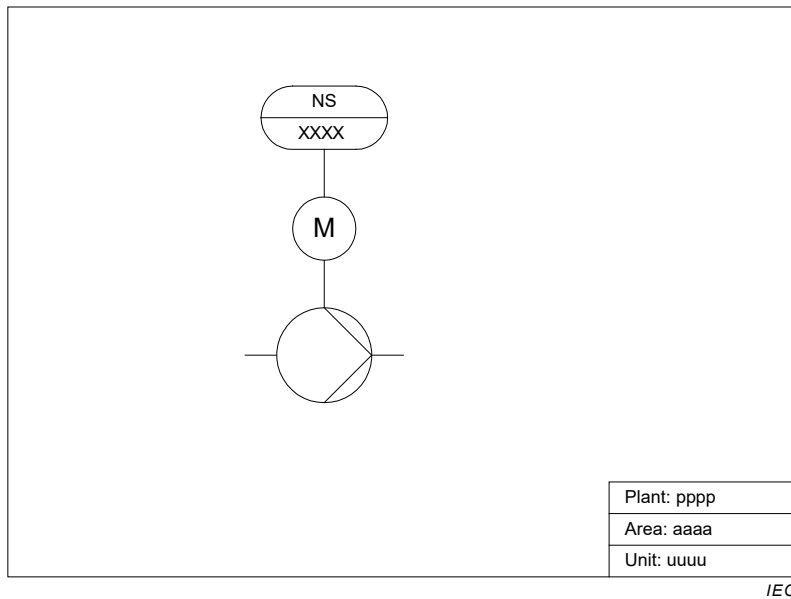 NS
XXXX
M
Plant: pppp
Area: aaaa
Unit: uuuu
IEC